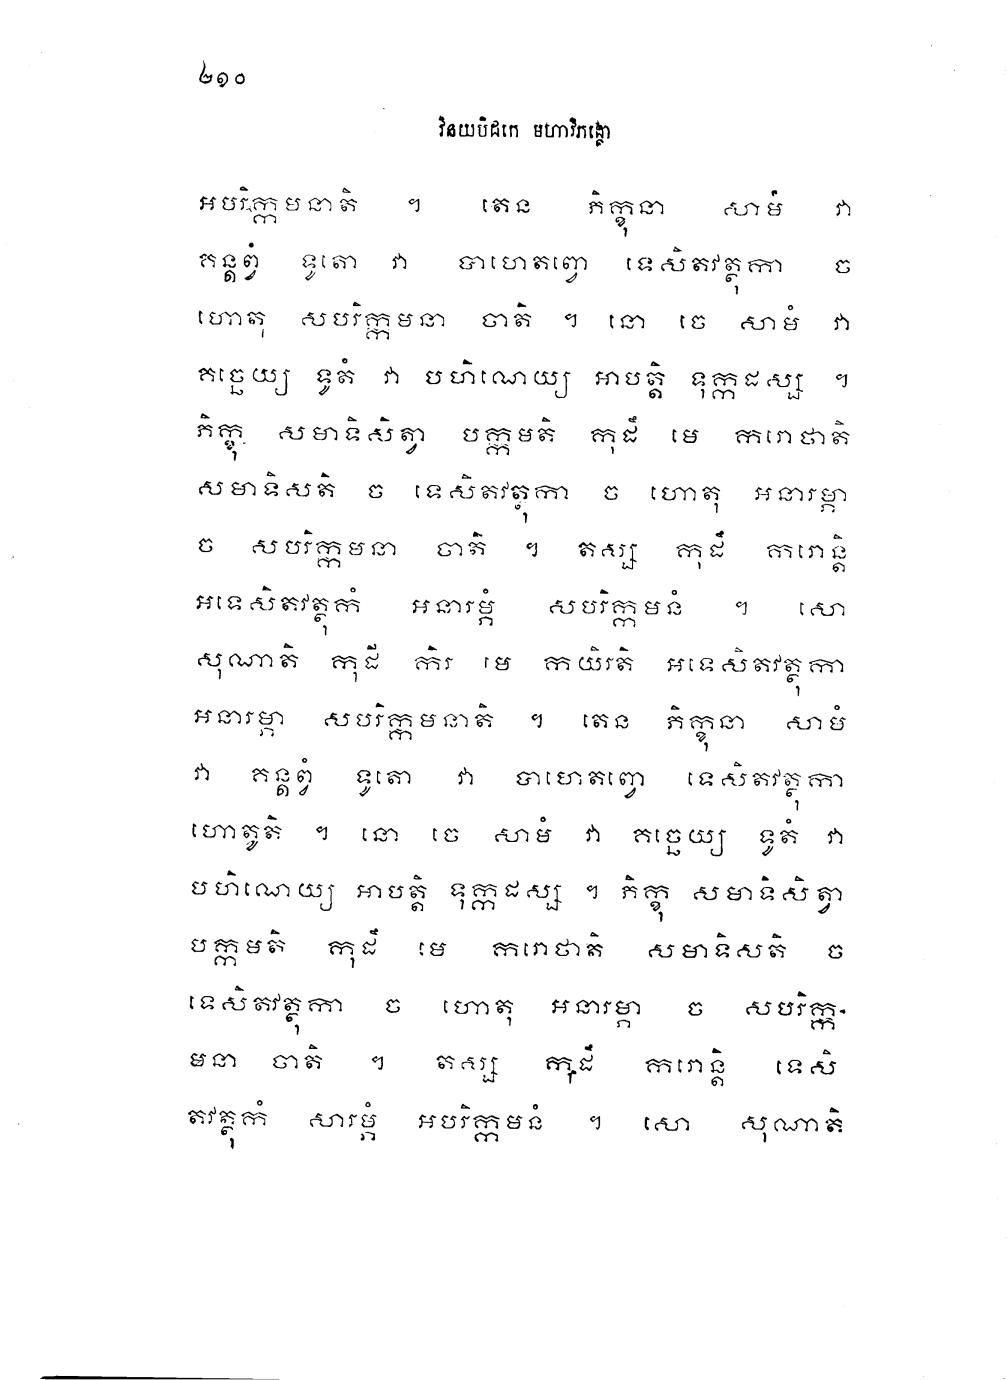 ២១០
វិនយបិដកេ មហាវិភង្គោ
អបរិក្កមនាតិ ។ តេន ភិក្ខុនា សាមំ វា
គន្តព្វំ ទូតោ វា បាហេតព្វោ ទេសិតវត្ថុកា ច
ហោតុ សបរិក្កមនា ចាតិ ។ នោ ចេ សាមំ វា
គច្ឆេយ្យ ទូតំ វា បហិណេយ្យ អាបត្តិ ទុក្កដស្ស ។
ភិក្ខុ សមាទិសិត្វា បក្កមតិ កុដឹ មេ ករោថាតិ
សមាទិសតិ ច ទេសិតវត្ថុកា ច ហោតុ អនារម្ភា
ច សបរិក្កមនា ចាតិ ។ តស្ស កុដឹ ករោន្តិ
អទេសិតវត្ថុកំ អនារម្ភំ សបរិក្កមនំ ។ សោ
សុណាតិ កុដី កិរ មេ កយិរតិ អទេសិតវត្ថុកា
អនារម្ភា សបរិក្កមនាតិ ។ តេន ភិក្ខុនា សាមំ
វា គន្តព្វំ ទូតោ វា បាហេតព្វោ ទេសិតវត្ថុកា
ហោតូតិ ។ នោ ចេ សាមំ វា គច្ឆេយ្យ ទូតំ វា
បហិណេយ្យ អាបត្តិ ទុក្កដស្ស ។ ភិក្ខុ សមាទិសិត្វា
បក្កមតិ កុដឹ មេ ករោថាតិ សមាទិសតិ ច
ទេសិតវត្ថុកា ច ហោតុ អនារម្ភា ច សបរិក្ក-
មនា ចាតិ ។ តស្ស កុដឹ ករោន្តិ ទេសិ
តវត្ថុកំ សារម្ភំ អបរិក្កមនំ ។ សោ សុណាតិ